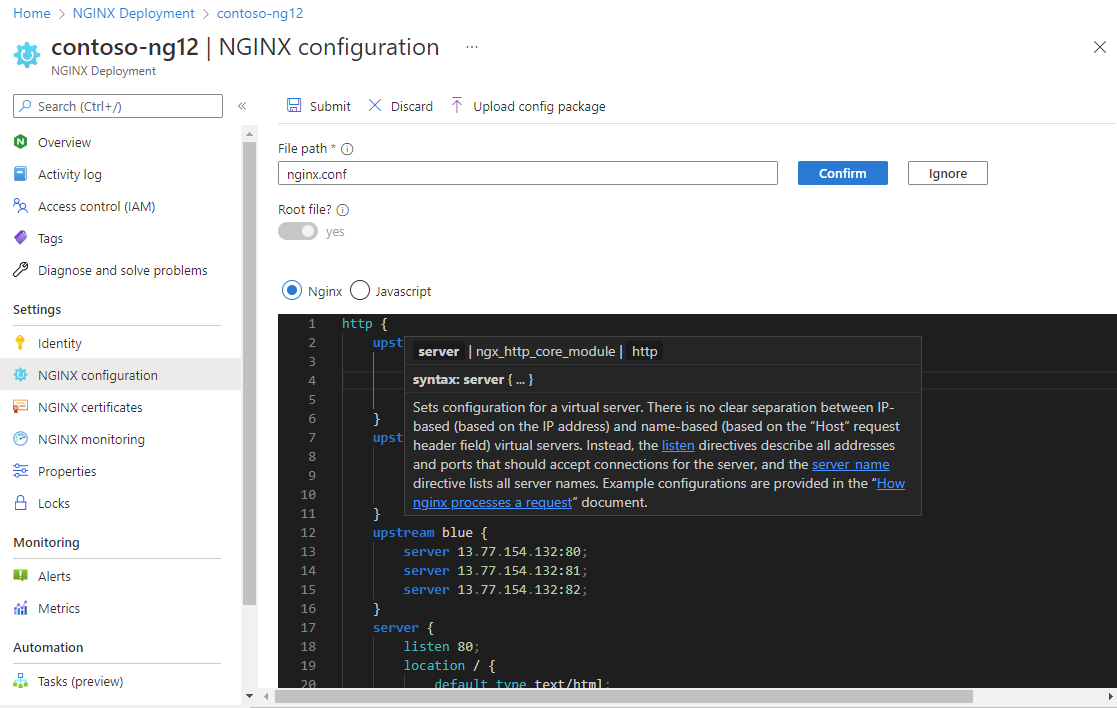 Home > NGINX Deployment > contoso-ng12
contoso-ng12 | NGINX configuration ...
NGINX Deployment
Search (Ctrl+/)
«
Overview
Activity log
Access control (IAM)
Tags
Diagnose and solve problems
Settings
Identity
NGINX configuration
NGINX certificates
NGINX monitoring
Properties
Locks
Monitoring
Alerts
Metrics
Automation
Tasks (preview)
Submit Discard Upload config package
File path *
nginx.conf Confirm Ignore
Root file?
yes
Nginx Javascript
1 http {
2 upst
3
4
5
6 }
7 upst
8
9
10
11 }
server | ngx_http_core_module | http
syntax: server { ... }
Sets configuration for a virtual server. There is no clear separation between IP-
based (based on the IP address) and name-based (based on the “Host” request
header field) virtual servers. Instead, the listen directives describe all addresses
and ports that should accept connections for the server, and the server_name
directive lists all server names. Example configurations are provided in the “How
nginx processes a request” document.
12 upstream blue {
13 server 13.77.154.132:80;
14 server 13.77.154.132:81;
15 server 13.77.154.132:82;
16 }
17 server {
18 listen 80;
19 location / {
20 default_type text/html;